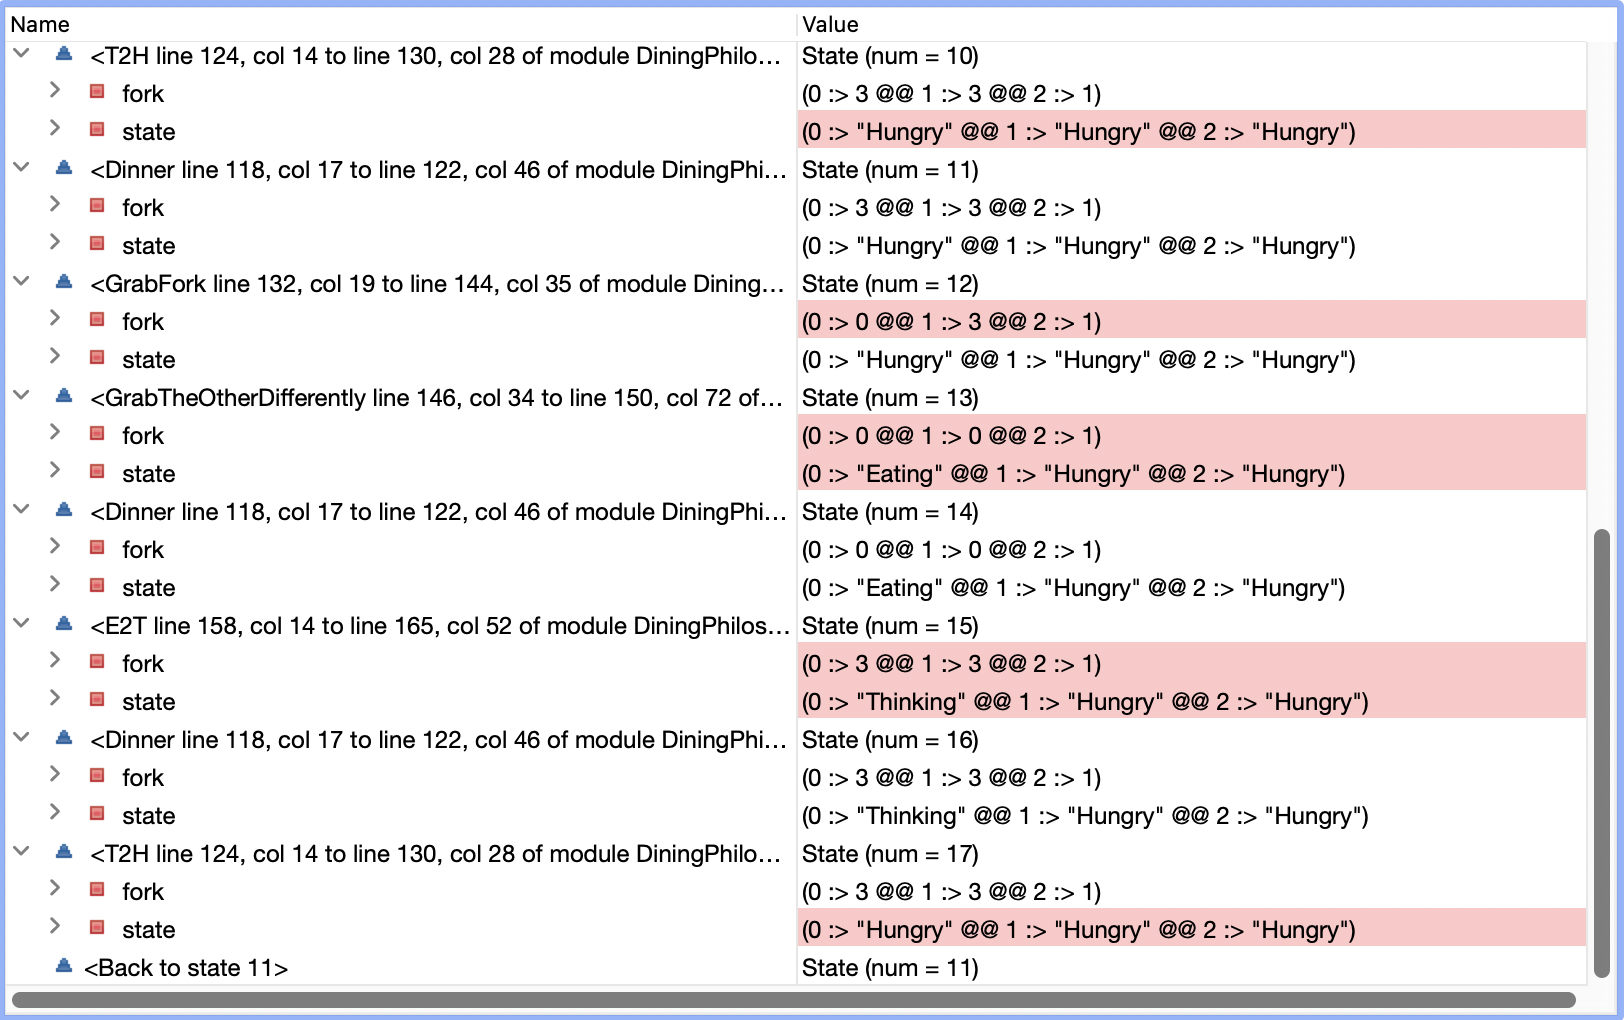 Name Value
<T2H line 124, col 14 to line 130, col 28 of module DiningPhilo... State (num = 10)
fork (0 :> 3 @@ 1 :> 3 @@ 2 :> 1)
state (0 :> "Hungry" @@ 1 :> "Hungry" @@ 2 :> "Hungry")
<Dinner line 118, col 17 to line 122, col 46 of module DiningPhi... State (num = 11)
fork (0 :> 3 @@ 1 :> 3 @@ 2 :> 1)
state (0 :> "Hungry" @@ 1 :> "Hungry" @@ 2 :> "Hungry")
<GrabFork line 132, col 19 to line 144, col 35 of module Dining... State (num = 12)
fork (0 :> 0 @@ 1 :> 3 @@ 2 :> 1)
state (0 :> "Hungry" @@ 1 :> "Hungry" @@ 2 :> "Hungry")
<GrabTheOtherDifferently line 146, col 34 to line 150, col 72 of... State (num = 13)
fork (0 :> 0 @@ 1 :> 0 @@ 2 :> 1)
state (0 :> "Eating" @@ 1 :> "Hungry" @@ 2 :> "Hungry")
<Dinner line 118, col 17 to line 122, col 46 of module DiningPhi... State (num = 14)
fork (0 :> 0 @@ 1 :> 0 @@ 2 :> 1)
state (0 :> "Eating" @@ 1 :> "Hungry" @@ 2 :> "Hungry")
<E2T line 158, col 14 to line 165, col 52 of module DiningPhilos... State (num = 15)
fork (0 :> 3 @@ 1 :> 3 @@ 2 :> 1)
state (0 :> "Thinking" @@ 1 :> "Hungry" @@ 2 :> "Hungry")
<Dinner line 118, col 17 to line 122, col 46 of module DiningPhi... State (num = 16)
fork (0 :> 3 @@ 1 :> 3 @@ 2 :> 1)
state (0 :> "Thinking" @@ 1 :> "Hungry" @@ 2 :> "Hungry")
<T2H line 124, col 14 to line 130, col 28 of module DiningPhilo... State (num = 17)
fork (0 :> 3 @@ 1 :> 3 @@ 2 :> 1)
state (0 :> "Hungry" @@ 1 :> "Hungry" @@ 2 :> "Hungry")
<Back to state 11> State (num = 11)